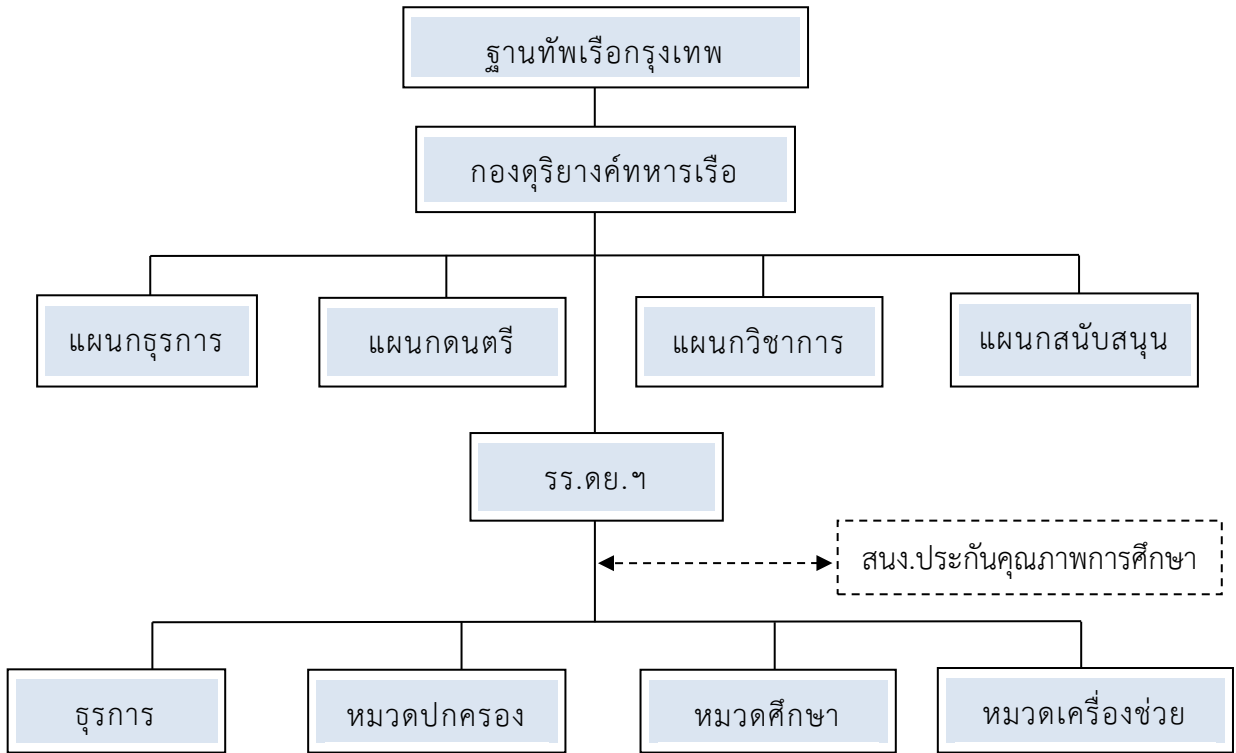 ฐานทัพเรือกรุงเทพ
กองดุริยางค์ทหารเรือ
แผนกธุรการ
แผนกดนตรี
แผนกวิชาการ
แผนกสนับสนุน
รร.ดย.ฯ
สนง.ประกันคุณภาพการศึกษา
ธุรการ
หมวดปกครอง
หมวดศึกษา
หมวดเครื่องช่วย